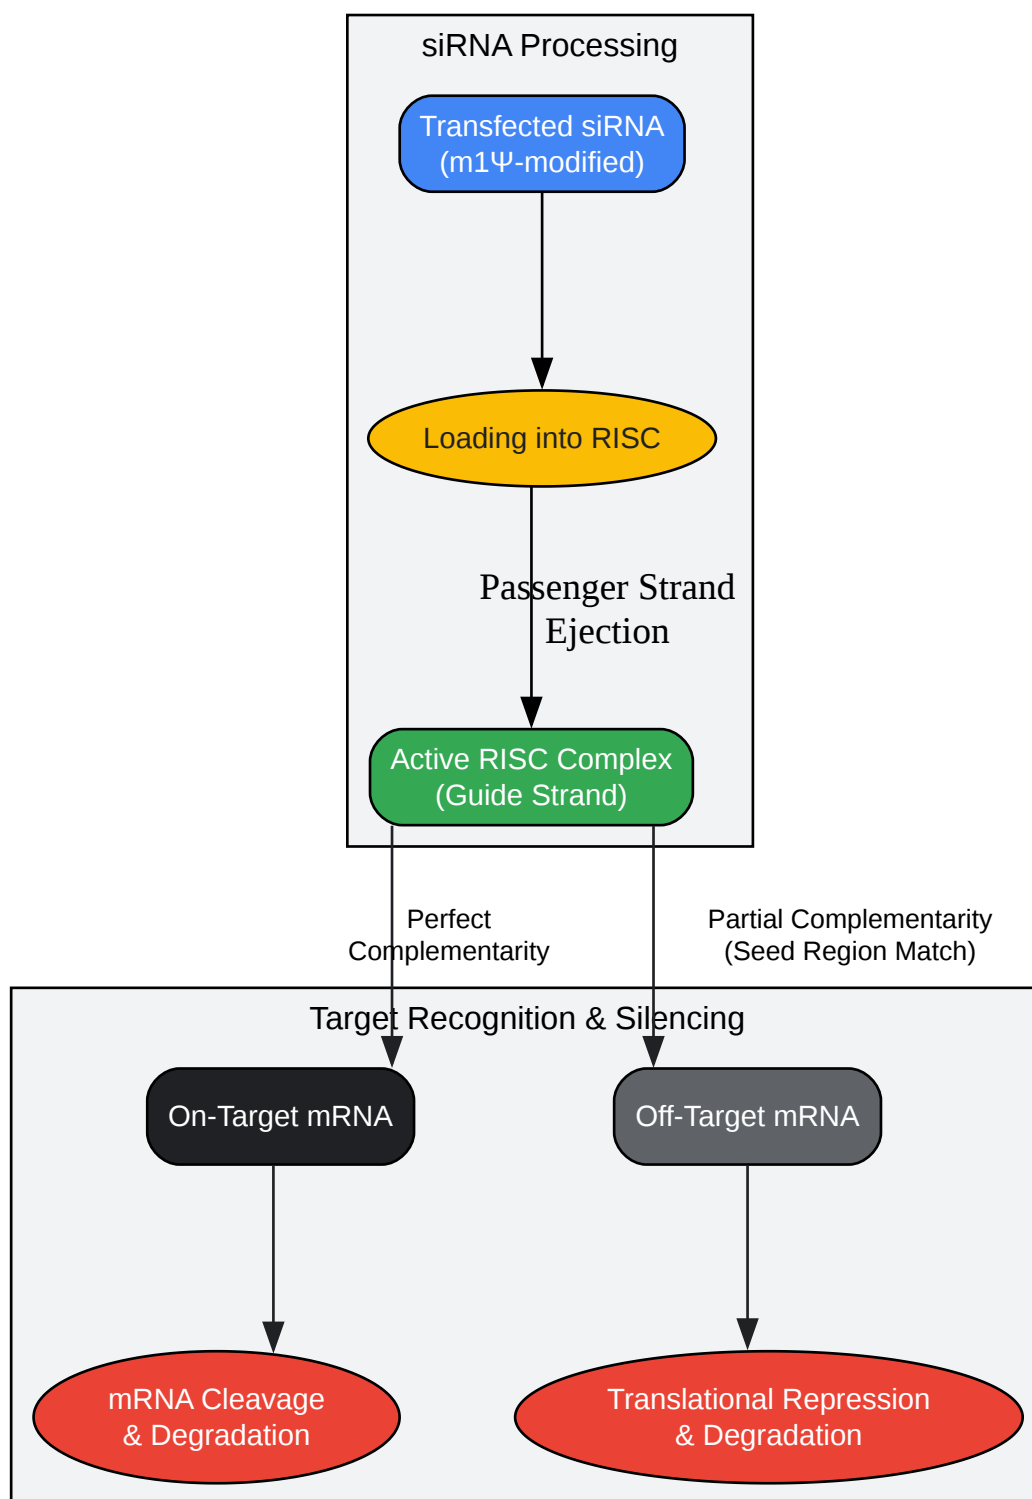 siRNA Processing
Transfected siRNA
(m1Ψ-modified)
Loading into RISC
Passenger Strand
Ejection
Active RISC Complex
(Guide Strand)
Perfect
Complementarity
Partial Complementarity
(Seed Region Match)
Target Recognition & Silencing
On-Target mRNA
Off-Target mRNA
mRNA Cleavage
& Degradation
Translational Repression
& Degradation